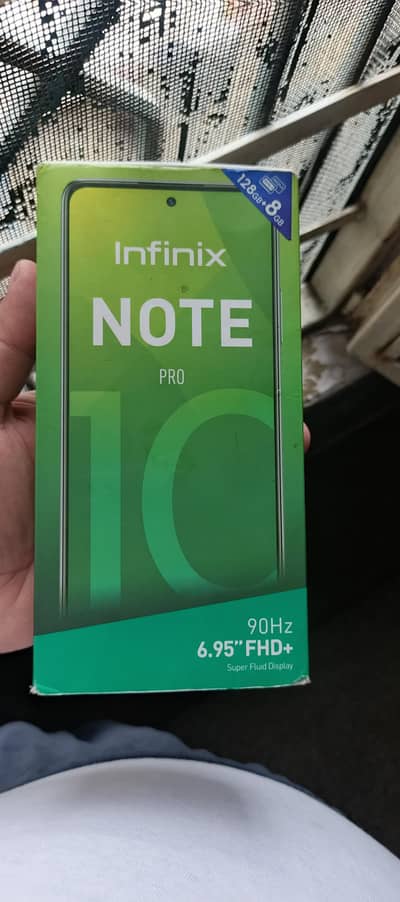 128GB+8GB
Infinix
NOTE
PRO
10
90Hz
6.95” FHD+
Super Fluid Display